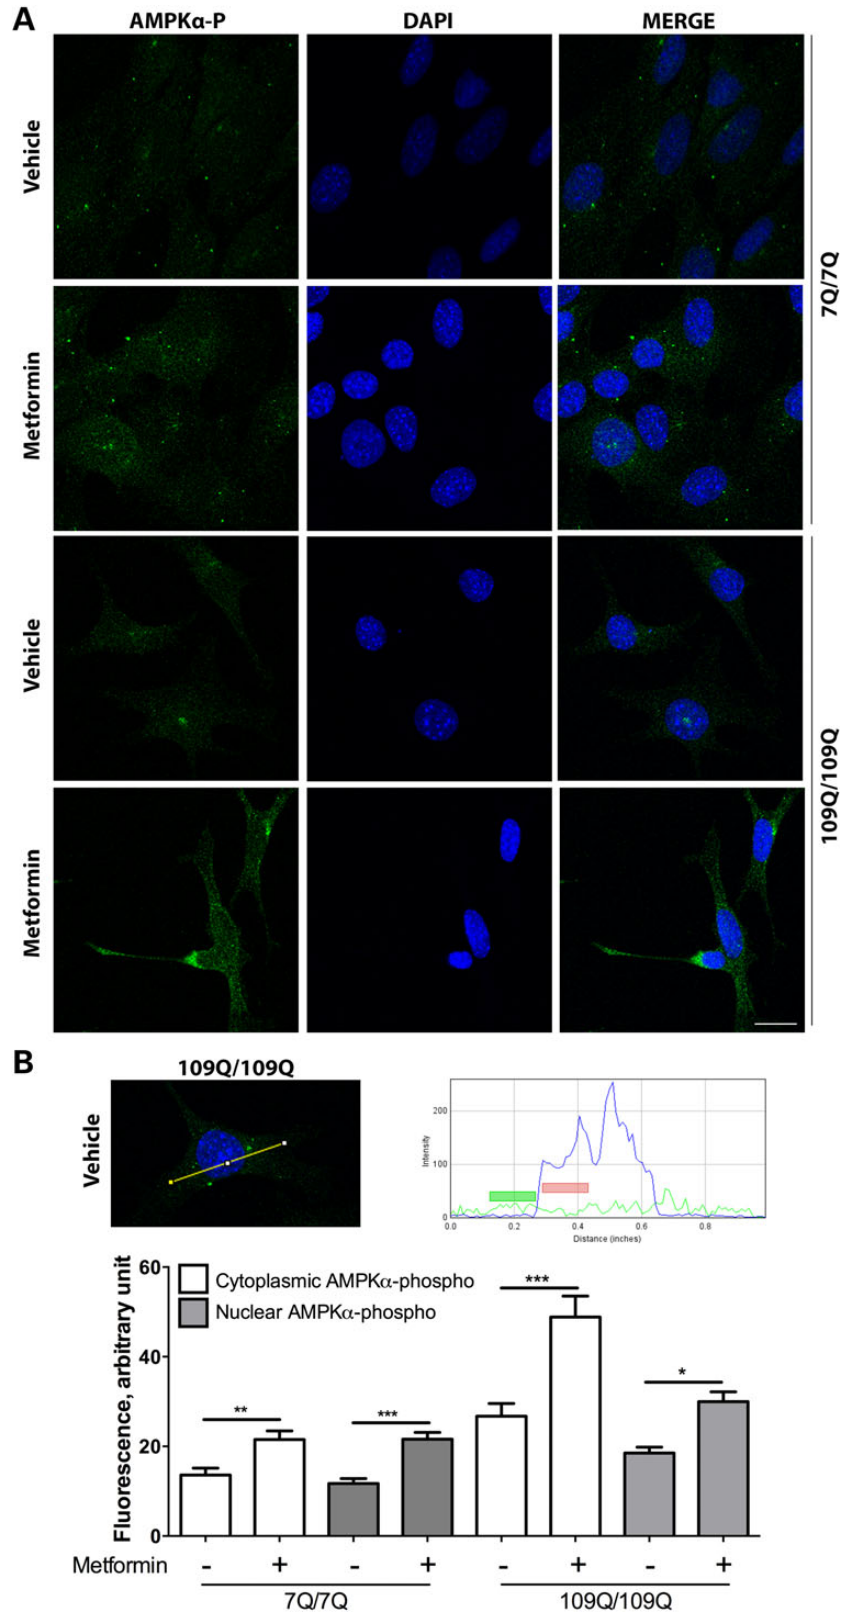 A
AMPKα-P DAPI MERGE
Vehicle
Metformin
7Q/7Q
Vehicle
Metformin
109Q/109Q
B
109Q/109Q
Vehicle
Intensity
200
100
0
0.0 0.2 0.4 0.6 0.8
Distance (inches)
Fluorescence, arbitrary unit
60
40
20
0
Cytoplasmic AMPKα-phospho
Nuclear AMPKα-phospho
** *** *** *
Metformin - + - + - + - +
7Q/7Q 109Q/109Q